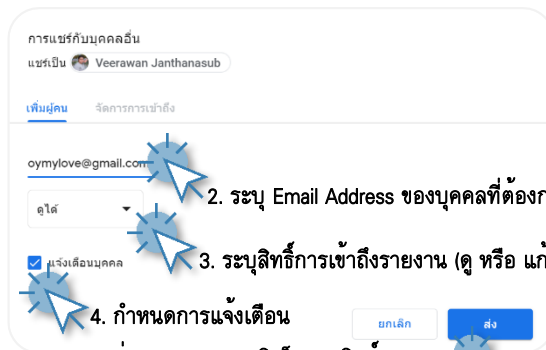 การแชร์กับบุคคลอื่น
แชร์เป็น Veerawan Janthanasub
เพิ่มผู้คน จัดการการเข้าถึง
oymylove@gmail.com
2. ระบุ Email Address ของบุคคลที่ต้อง
ดูได้
3. ระบุสิทธิ์การเข้าถึงรายงาน (ดู หรือ แก้
แจ้งเตือนบุคคล
4. กำหนดการแจ้งเตือน
ยกเลิก ส่ง